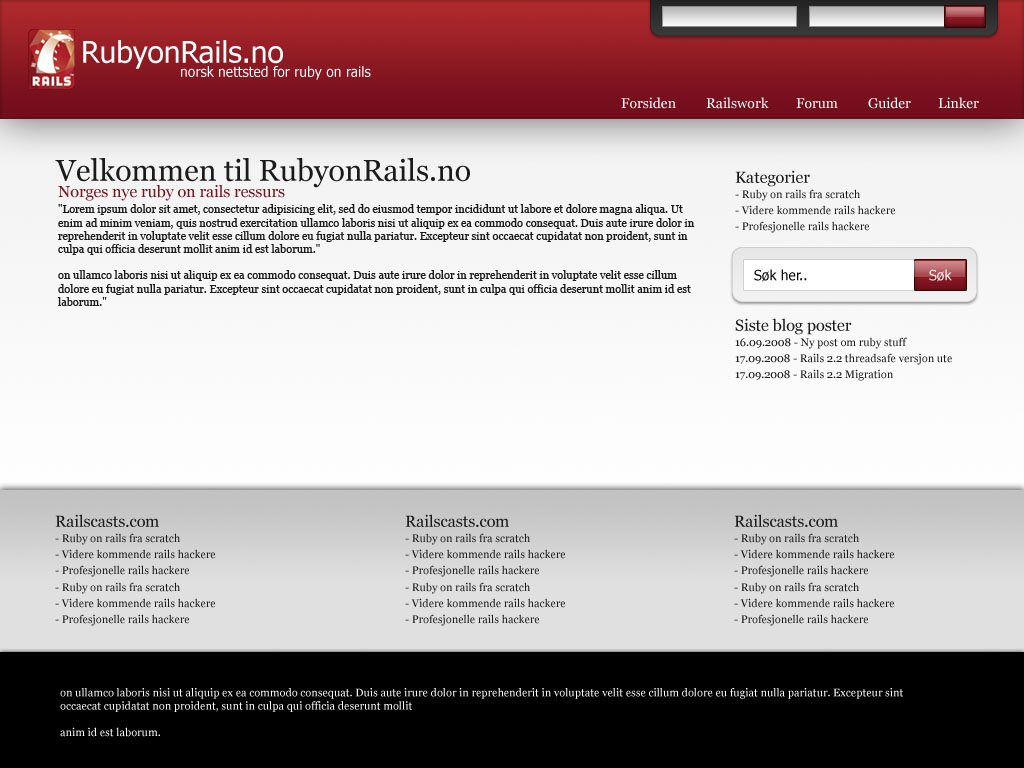 RAILS
RubyonRails.no
norsk nettsted for ruby on rails
Forsiden Railswork Forum Guider Linker
Velkommen til RubyonRails.no
Norges nye ruby on rails ressurs
"Lorem ipsum dolor sit amet, consectetur adipisicing elit, sed do eiusmod tempor incididunt ut labore et dolore magna aliqua. Ut
enim ad minim veniam, quis nostrud exercitation ullamco laboris nisi ut aliquip ex ea commodo consequat. Duis aute irure dolor in
reprehenderit in voluptate velit esse cillum dolore eu fugiat nulla pariatur. Excepteur sint occaecat cupidatat non proident, sunt in
culpa qui officia deserunt mollit anim id est laborum."
on ullamco laboris nisi ut aliquip ex ea commodo consequat. Duis aute irure dolor in reprehenderit in voluptate velit esse cillum
dolore eu fugiat nulla pariatur. Excepteur sint occaecat cupidatat non proident, sunt in culpa qui officia deserunt mollit anim id est
laborum."
Kategorier
- Ruby on rails fra scratch
- Videre kommende rails hackere
- Profesjonelle rails hackere
Søk her.. Søk
Siste blog poster
16.09.2008 - Ny post om ruby stuff
17.09.2008 - Rails 2.2 threadsafe versjon ute
17.09.2008 - Rails 2.2 Migration
Railscasts.com
- Ruby on rails fra scratch
- Videre kommende rails hackere
- Profesjonelle rails hackere
- Ruby on rails fra scratch
- Videre kommende rails hackere
- Profesjonelle rails hackere
Railscasts.com
- Ruby on rails fra scratch
- Videre kommende rails hackere
- Profesjonelle rails hackere
- Ruby on rails fra scratch
- Videre kommende rails hackere
- Profesjonelle rails hackere
Railscasts.com
- Ruby on rails fra scratch
- Videre kommende rails hackere
- Profesjonelle rails hackere
- Ruby on rails fra scratch
- Videre kommende rails hackere
- Profesjonelle rails hackere
on ullamco laboris nisi ut aliquip ex ea commodo consequat. Duis aute irure dolor in reprehenderit in voluptate velit esse cillum dolore eu fugiat nulla pariatur. Excepteur sint
occaecat cupidatat non proident, sunt in culpa qui officia deserunt mollit
anim id est laborum.